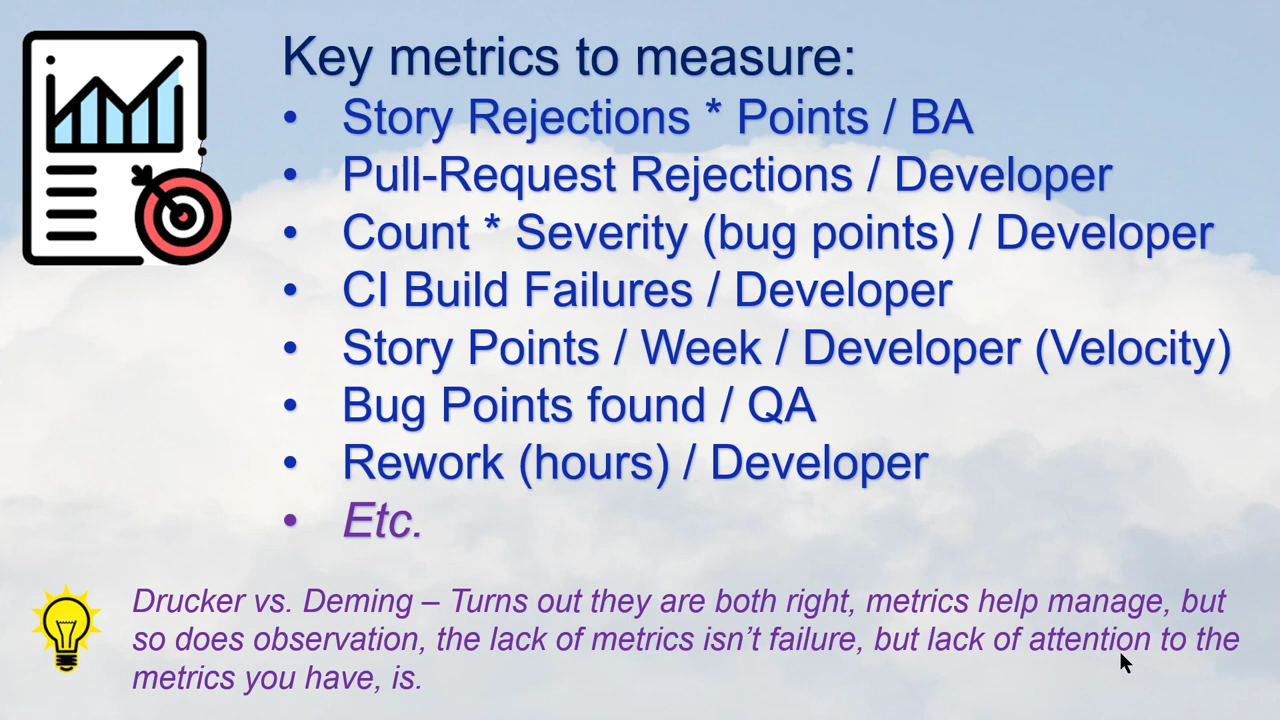 Key metrics to measure:
• Story Rejections * Points / BA
• Pull-Request Rejections / Developer
• Count * Severity (bug points) / Developer
• CI Build Failures / Developer
• Story Points / Week / Developer (Velocity)
• Bug Points found / QA
• Rework (hours) / Developer
• Etc.
Drucker vs. Deming – Turns out they are both right, metrics help manage, but
so does observation, the lack of metrics isn’t failure, but lack of attention to the
metrics you have, is.